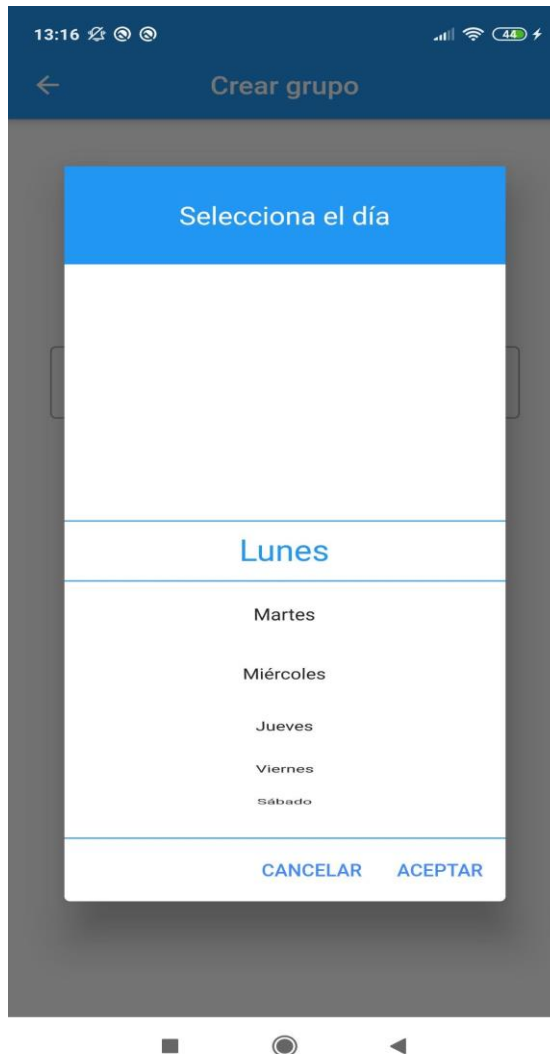 13:16
44
Crear grupo
Selecciona el día
Lunes
Martes
Miércoles
Jueves
Viernes
Sábado
CANCELAR ACEPTAR